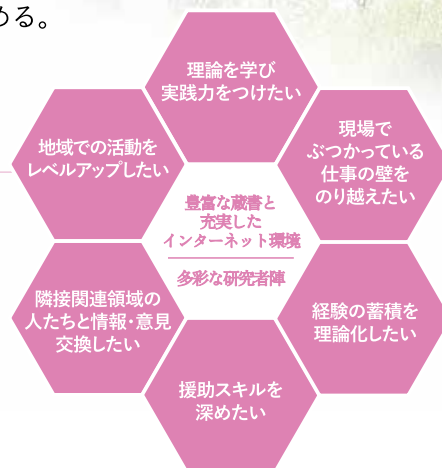 める。
理論を学び
実践力をつけたい
現場で
ぶつかっている
仕事の壁を
のり越えたい
経験の蓄積を
理論化したい
援助スキルを
深めたい
隣接関連領域の
人たちと情報・意見
交換したい
地域での活動を
レベルアップしたい
豊富な蔵書と
充実した
インターネット環境
多彩な研究者陣